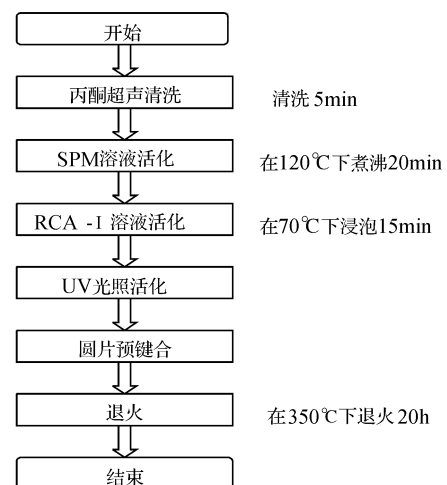 开始
丙酮超声清洗 清洗 5min
SPM溶液活化 在120℃下煮沸20min
RCA -I 溶液活化 在70℃下浸泡15min
UV光照活化
圆片预键合
退火 在350℃下退火 20h
结束